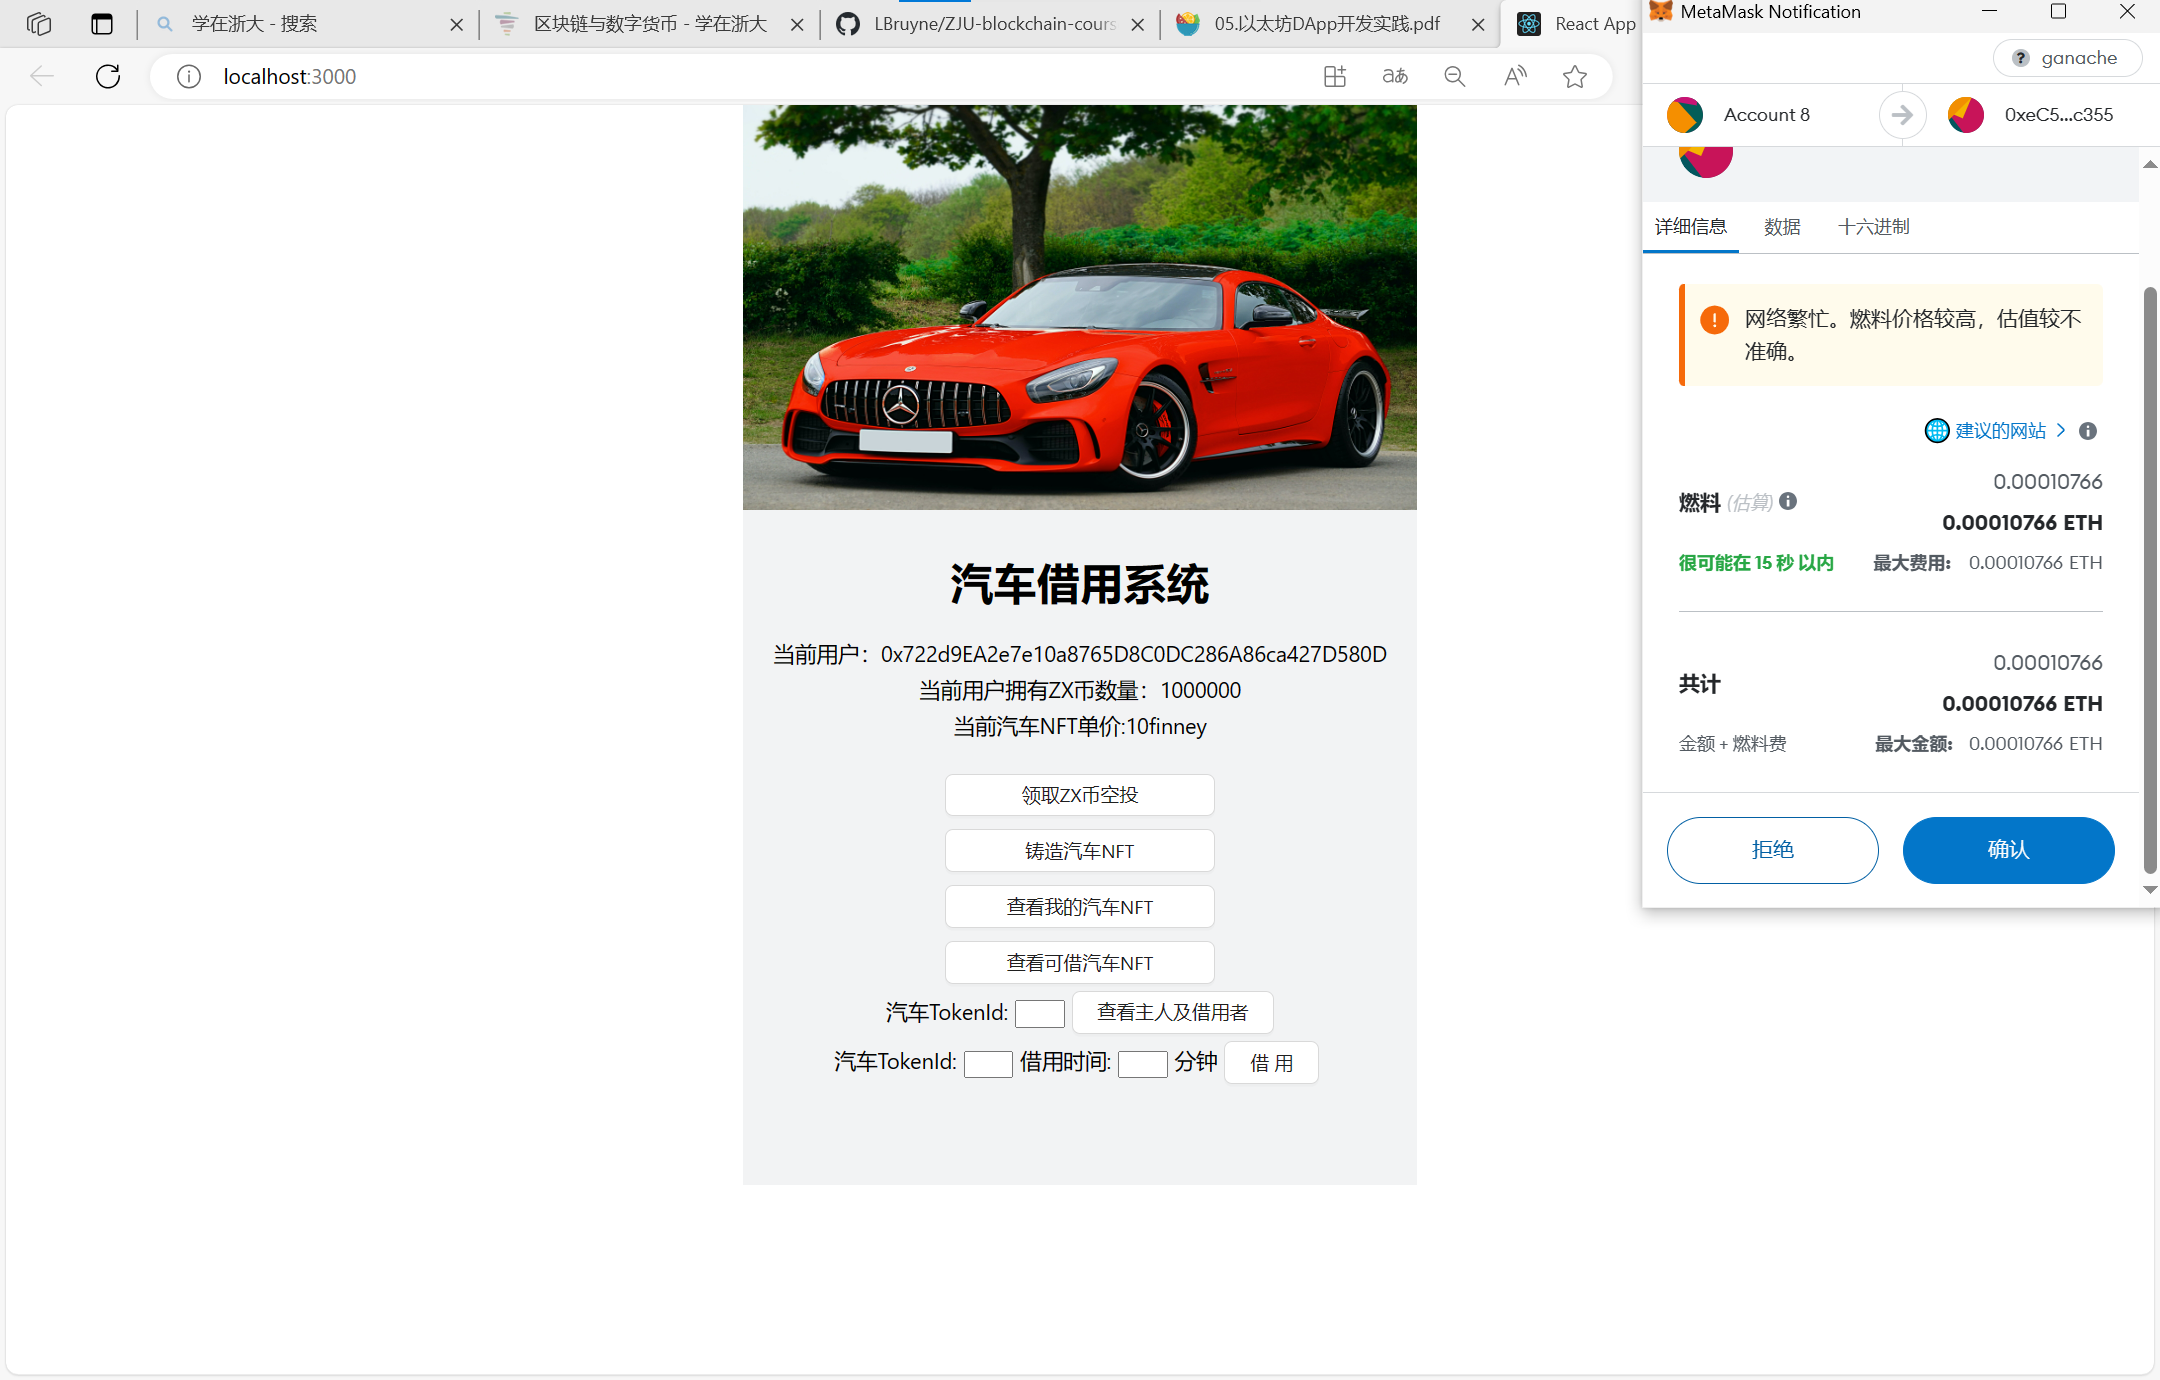 学在浙大 - 搜索
区块链与数字货币 - 学在浙大
LBruyne/ZJU-blockchain-cours
05.以太坊DApp开发实践.pdf
React App
localhost:3000
aあ
A
汽车借用系统
当前用户：0x722d9EA2e7e10a8765D8C0DC286A86ca427D580D
当前用户拥有ZX币数量：1000000
当前汽车NFT单价:10finney
领取ZX币空投
铸造汽车NFT
查看我的汽车NFT
查看可借汽车NFT
汽车TokenId: 查看主人及借用者
汽车TokenId: 借用时间: 分钟 借 用
MetaMask Notification
? ganache
Account 8
0xeC5...c355
详细信息 数据 十六进制
网络繁忙。燃料价格较高，估值较不
准确。
建议的网站
0.00010766
燃料 (估算)
0.00010766 ETH
很可能在 15 秒 以内 最大费用: 0.00010766 ETH
0.00010766
共计
0.00010766 ETH
金额 + 燃料费 最大金额: 0.00010766 ETH
拒绝
确认